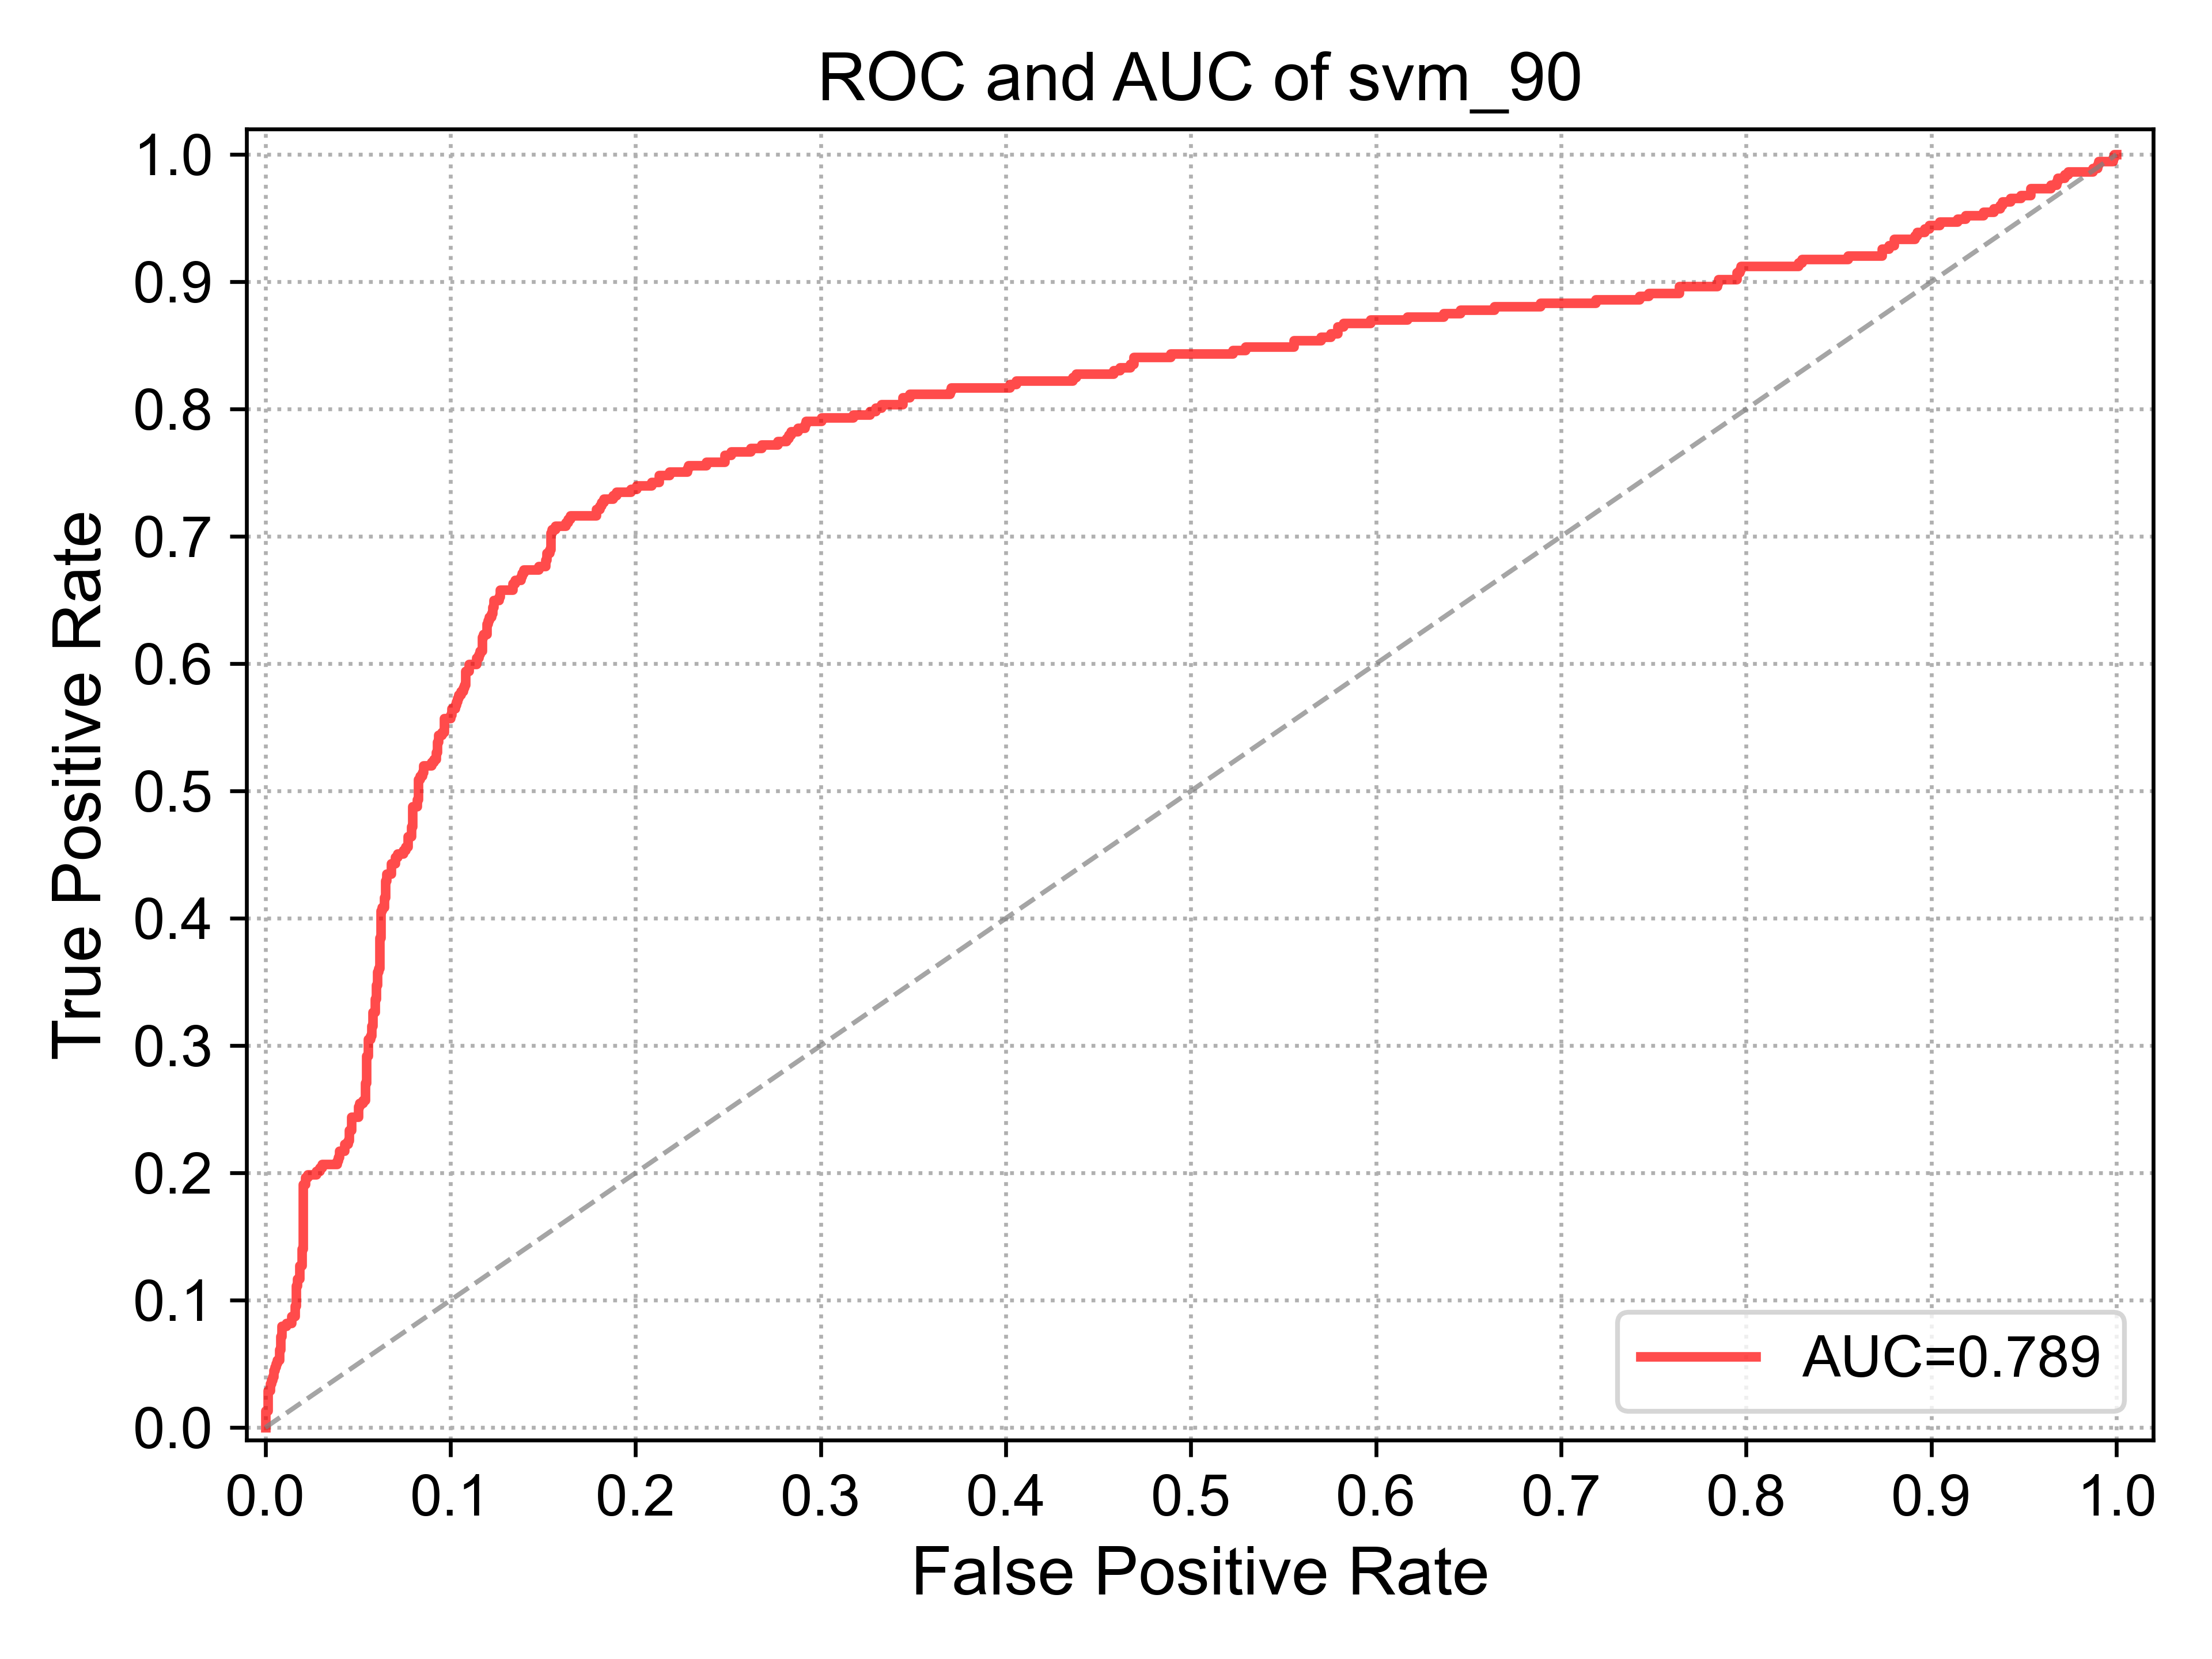 ROC and AUC of svm_90
True Positive Rate
1.0
0.9
0.8
0.7
0.6
0.5
0.4
0.3
0.2
0.1
0.0
AUC=0.789
0.0 0.1 0.2 0.3 0.4 0.5 0.6 0.7 0.8 0.9 1.0
False Positive Rate